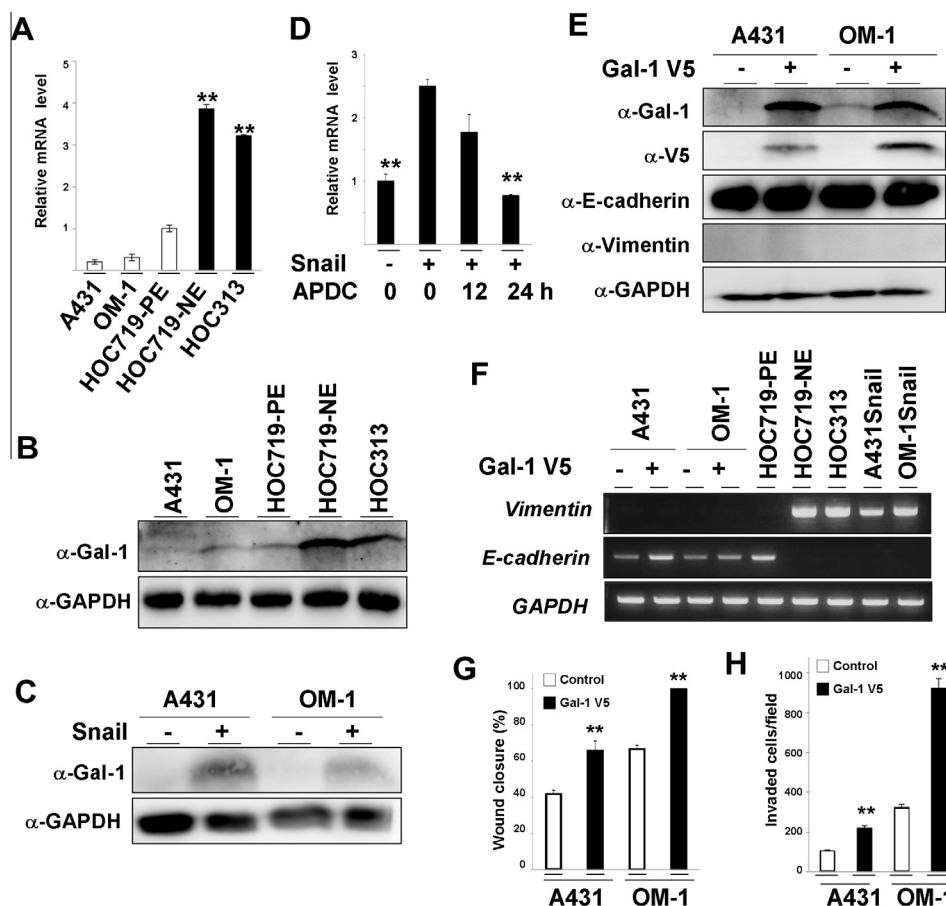 A
Relative mRNA level
5
4
3
2
1
**
**
A431
OM-1
HOC719-PE
HOC719-NE
HOC313
B
A431
OM-1
HOC719-PE
HOC719-NE
HOC313
α-Gal-1
α-GAPDH
C
A431 OM-1
Snail - + - +
α-Gal-1
α-GAPDH
D
Relative mRNA level
3
2
1
**
**
Snail - + + +
APDC 0 0 12 24 h
E
A431 OM-1
Gal-1 V5 - + - +
α-Gal-1
α-V5
α-E-cadherin
α-Vimentin
α-GAPDH
F
A431
OM-1
HOC719-PE
HOC719-NE
HOC313
A431Snail
OM-1Snail
Gal-1 V5 - + - +
Vimentin
E-cadherin
GAPDH
G
Control
Gal-1 V5
Wound closure (%)
100
80
60
40
20
0
**
**
A431 OM-1
H
Control
Gal-1 V5
Invaded cells/field
1000
800
600
400
200
0
**
**
A431 OM-1